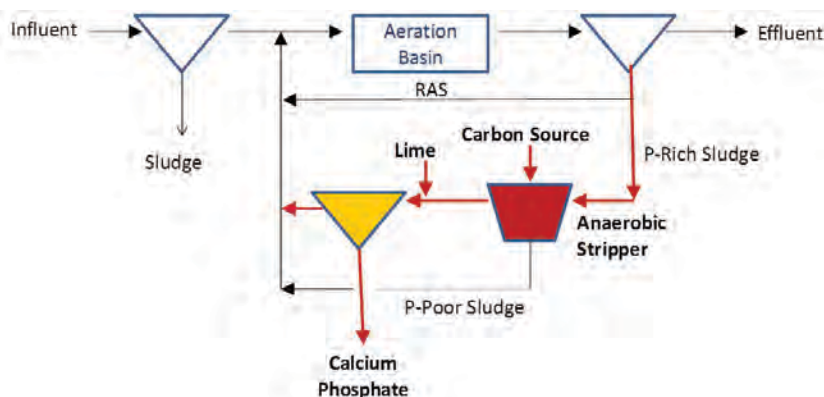 Influent
Aeration
Basin
Effluent
RAS
Sludge
Lime
Carbon Source
P-Rich Sludge
Anaerobic
Stripper
P-Poor Sludge
Calcium
Phosphate